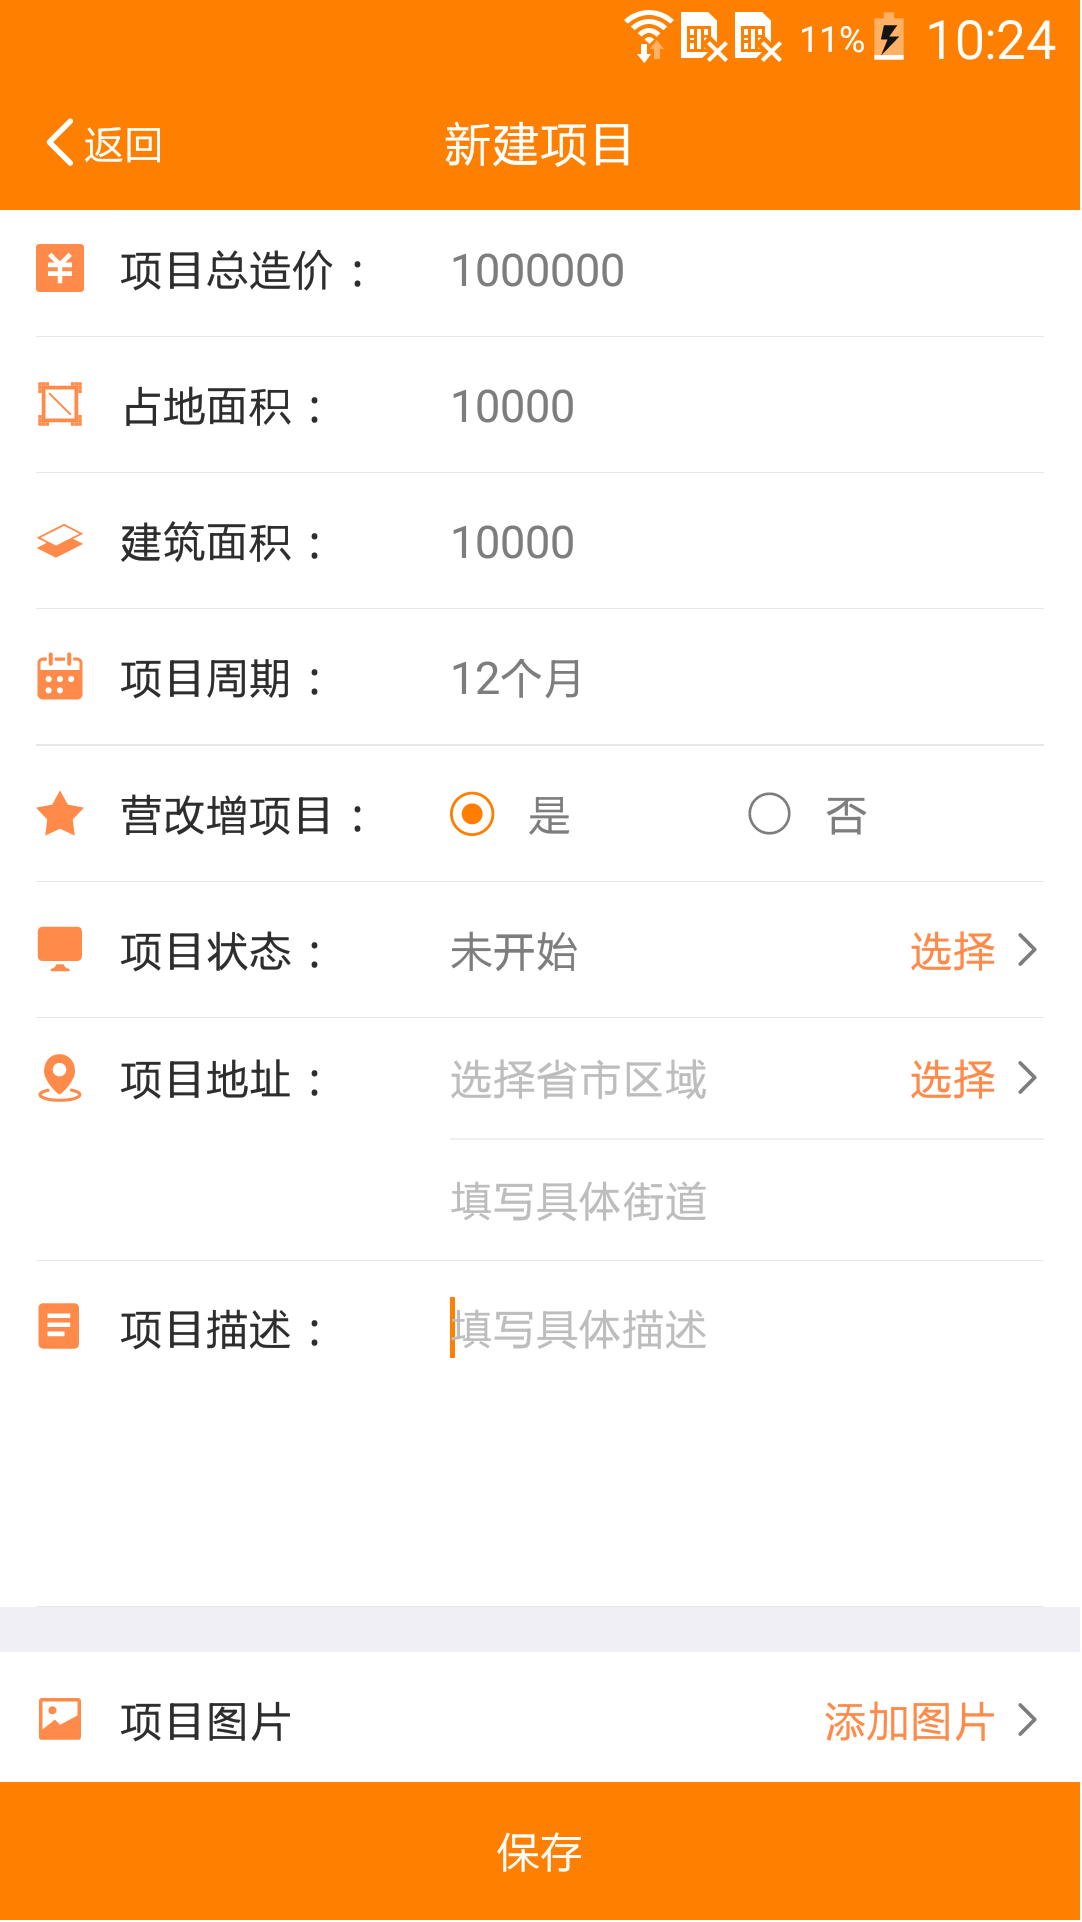 11% 10:24
返回 新建项目
项目总造价： 1000000
占地面积： 10000
建筑面积： 10000
项目周期： 12个月
营改增项目： 是 否
项目状态： 未开始 选择
项目地址： 选择省市区域 选择
填写具体街道
项目描述： 填写具体描述
项目图片 添加图片
保存